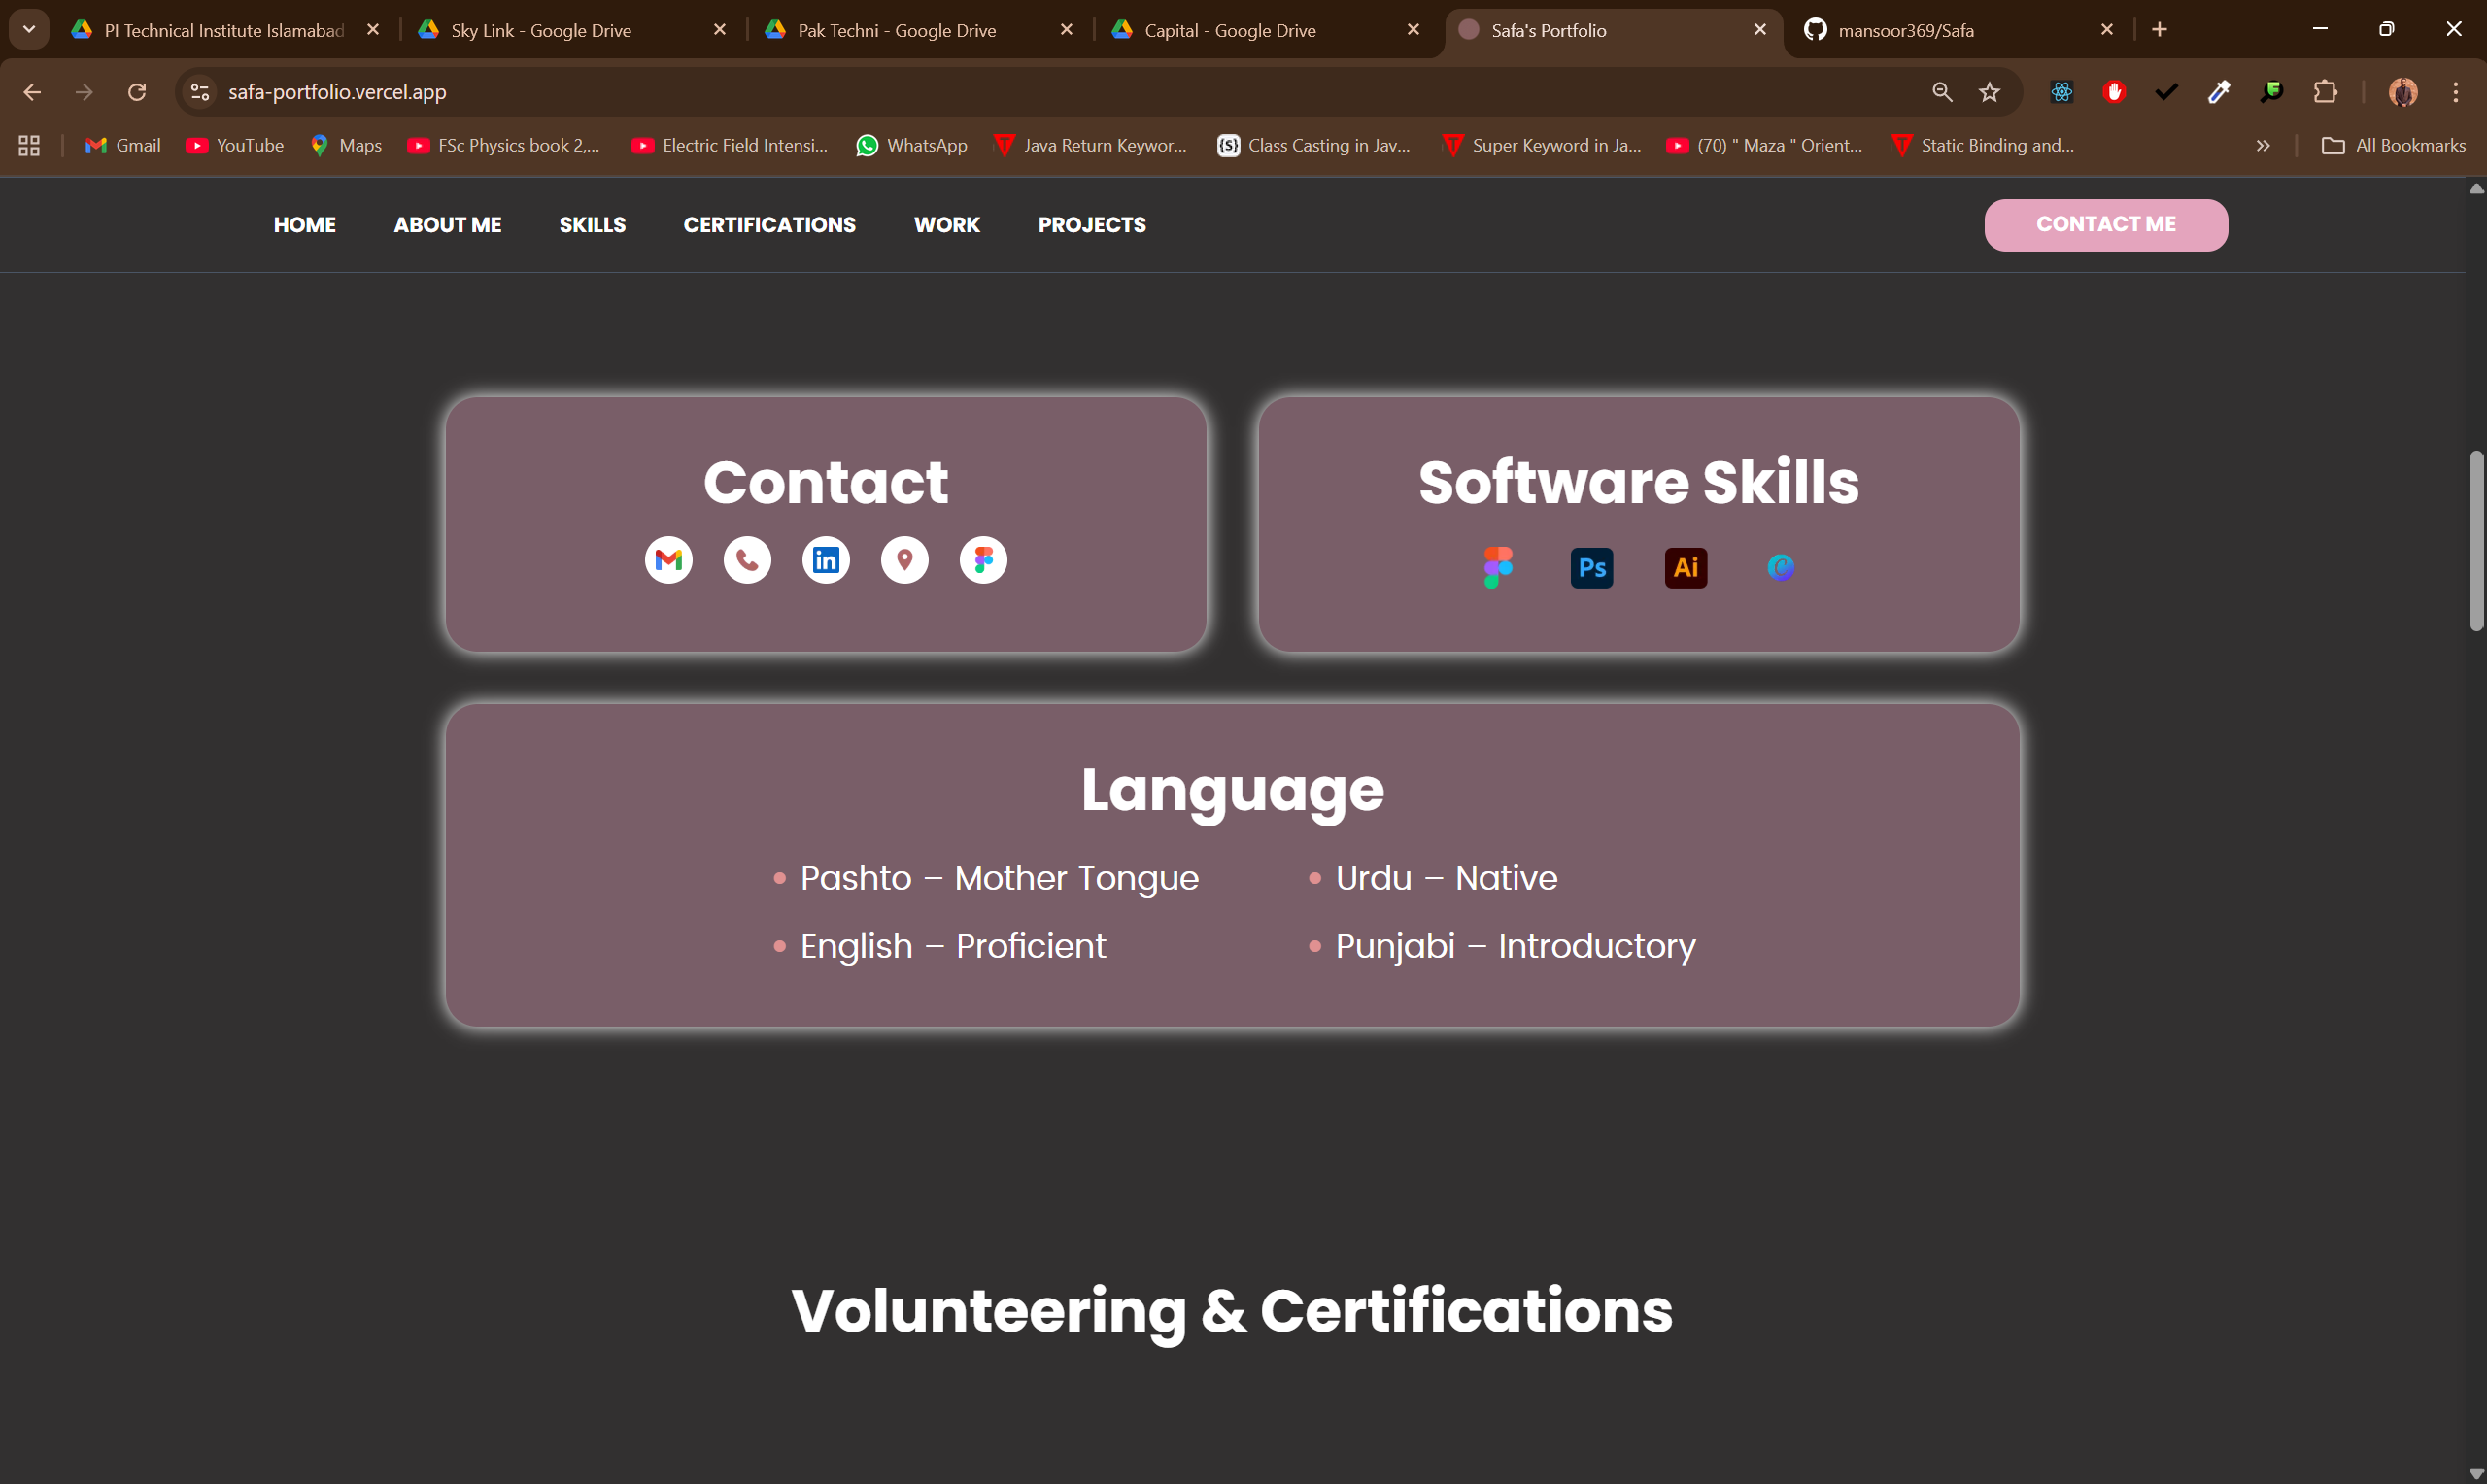 PI Technical Institute Islamabad
Sky Link - Google Drive
Pak Techni - Google Drive
Capital - Google Drive
Safa's Portfolio
mansoor369/Safa
safa-portfolio.vercel.app
Gmail
YouTube
Maps
FSc Physics book 2,...
Electric Field Intensi...
WhatsApp
Java Return Keywor...
{S}
Class Casting in Jav...
Super Keyword in Ja...
(70) " Maza " Orient...
Static Binding and...
All Bookmarks
HOME
ABOUT ME
SKILLS
CERTIFICATIONS
WORK
PROJECTS
CONTACT ME
Contact
in
Software Skills
Ps
Ai
Language
Pashto – Mother Tongue
Urdu – Native
English – Proficient
Punjabi – Introductory
Volunteering & Certifications